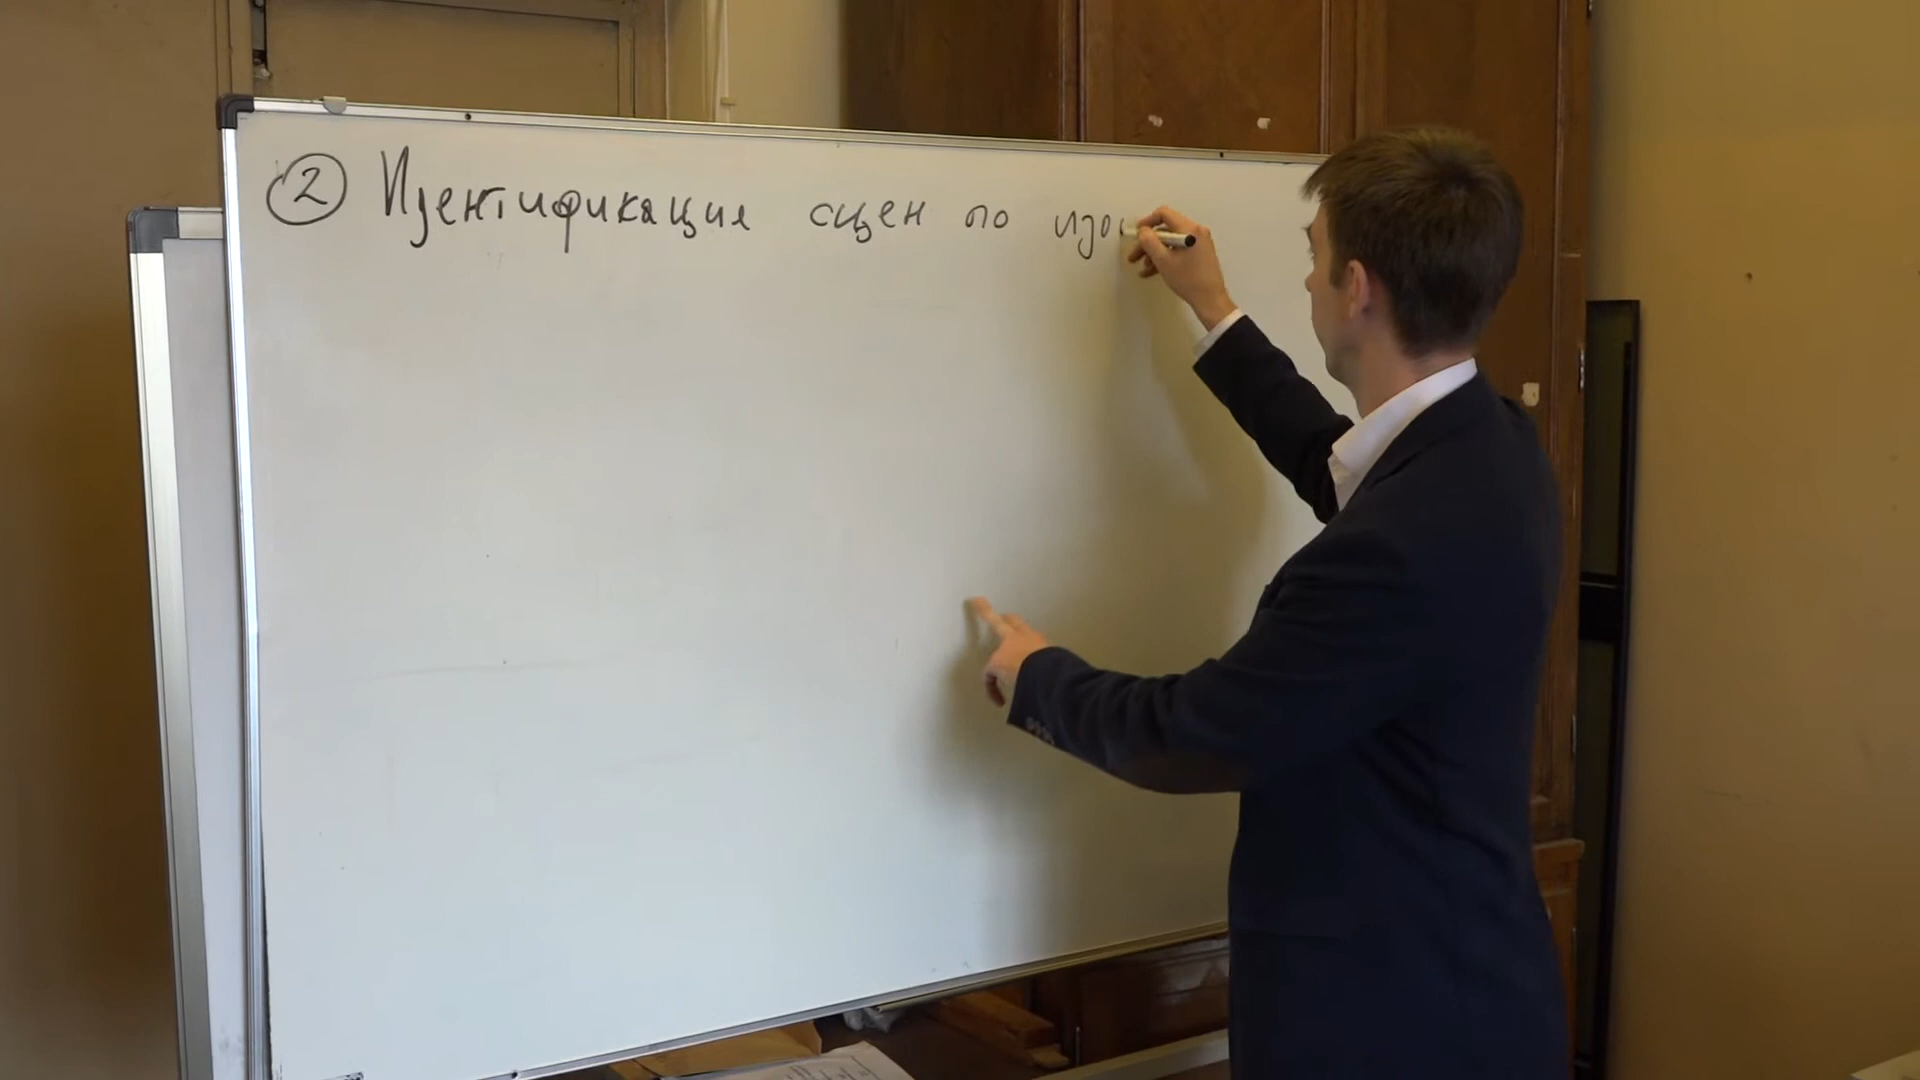 ② Идентификация сцен по изо